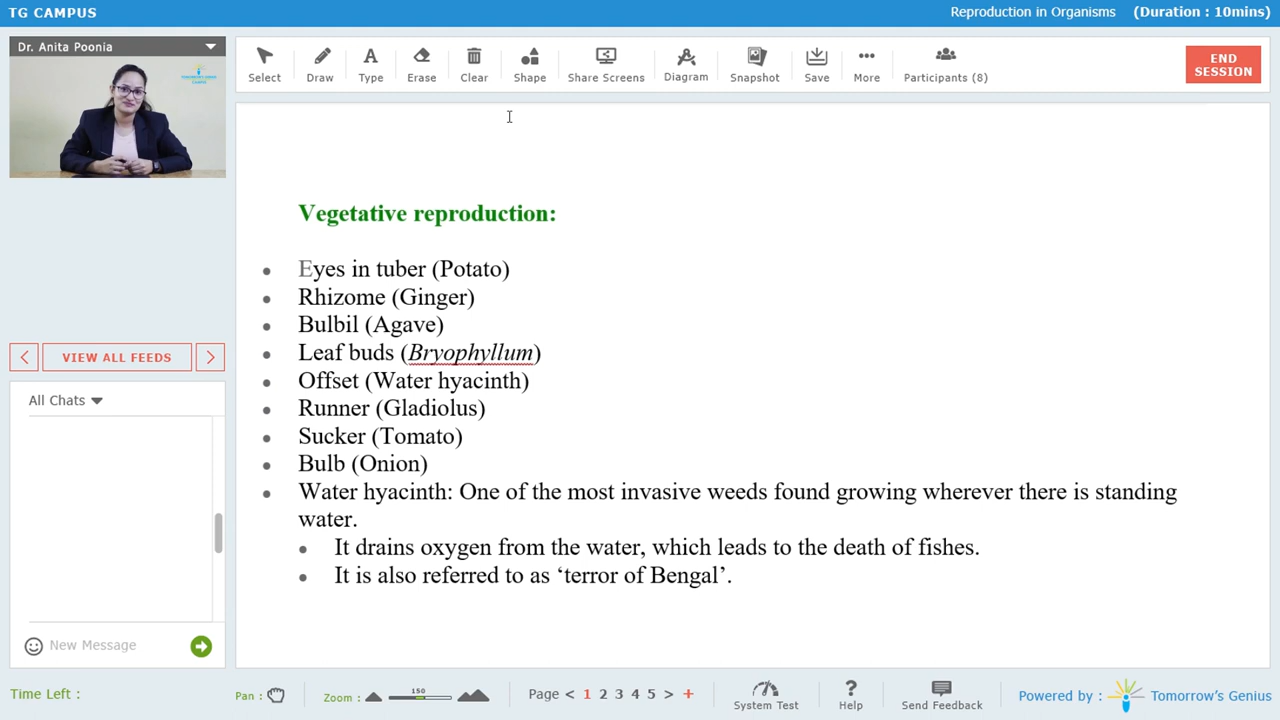 TG CAMPUS
Reproduction in Organisms (Duration : 10mins)
Dr. Anita Poonia
Select
Draw
Type
Erase
Clear
Shape
Share Screens
Diagram
Snapshot
Save
More
Participants (8)
END SESSION
Vegetative reproduction:
Eyes in tuber (Potato)
Rhizome (Ginger)
Bulbil (Agave)
Leaf buds (Bryophyllum)
Offset (Water hyacinth)
Runner (Gladiolus)
Sucker (Tomato)
Bulb (Onion)
Water hyacinth: One of the most invasive weeds found growing wherever there is standing
water.
It drains oxygen from the water, which leads to the death of fishes.
It is also referred to as ‘terror of Bengal’.
VIEW ALL FEEDS
All Chats
New Message
Time Left :
Pan :
Zoom :
150
Page < 1 2 3 4 5 > +
System Test
Help
Send Feedback
Powered by : Tomorrow's Genius